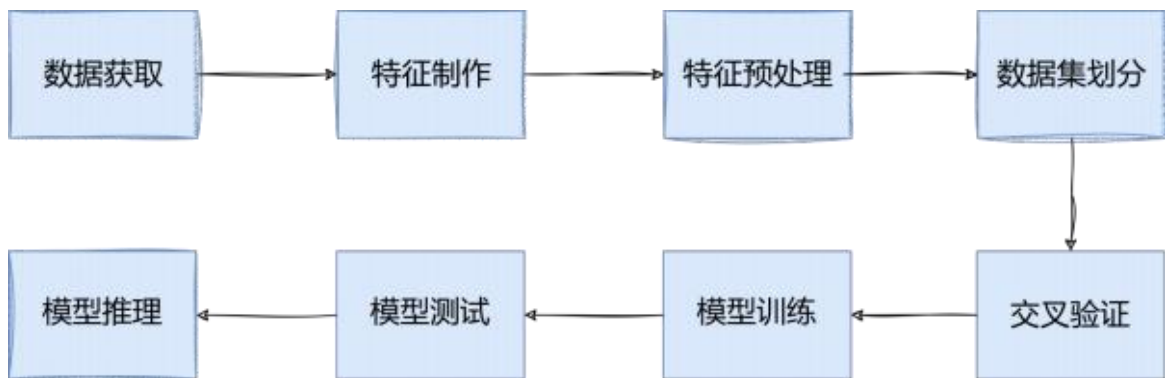 数据获取
特征制作
特征预处理
数据集划分
交叉验证
模型训练
模型测试
模型推理